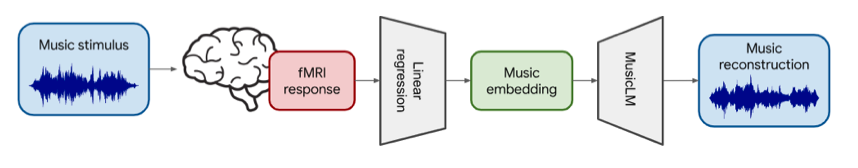 Music stimulus
fMRI
response
Linear
regression
Music
embedding
MusicLM
Music
reconstruction